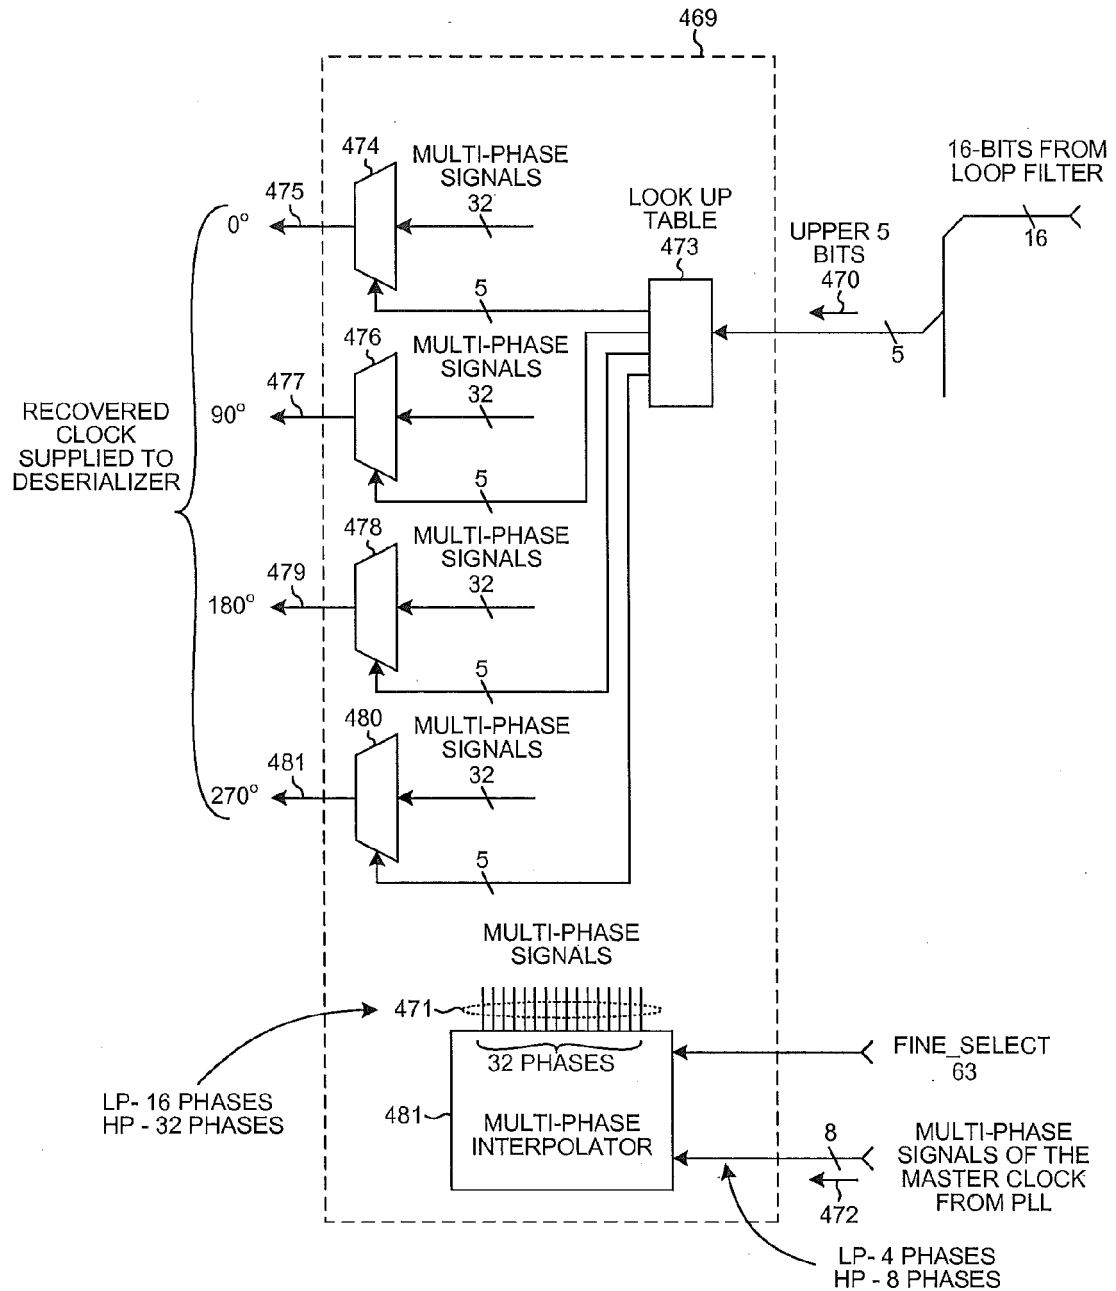 469
474
MULTI-PHASE
SIGNALS
32
475
0°
5
16-BITS FROM
LOOP FILTER
16
LOOK UP
TABLE
473
UPPER 5
BITS
470
5
476
MULTI-PHASE
SIGNALS
32
477
90°
5
RECOVERED
CLOCK
SUPPLIED TO
DESERIALIZER
478
MULTI-PHASE
SIGNALS
32
479
180°
5
480
MULTI-PHASE
SIGNALS
32
481
270°
5
MULTI-PHASE
SIGNALS
471
32 PHASES
481
MULTI-PHASE
INTERPOLATOR
LP- 16 PHASES
HP - 32 PHASES
FINE_SELECT
63
8
472
MULTI-PHASE
SIGNALS OF THE
MASTER CLOCK
FROM PLL
LP- 4 PHASES
HP - 8 PHASES